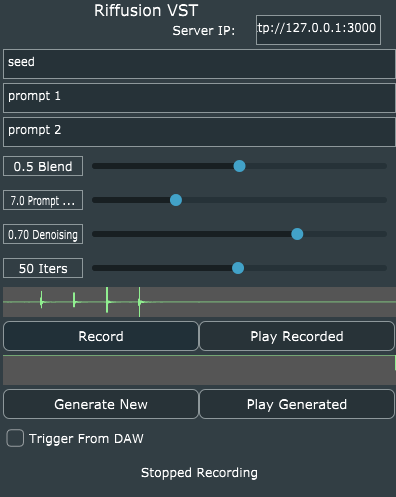 Riffusion VST
Server IP: tp://127.0.0.1:3000
seed
prompt 1
prompt 2
0.5 Blend
7.0 Prompt ...
0.70 Denoising
50 Iters
Record Play Recorded
Generate New Play Generated
Trigger From DAW
Stopped Recording